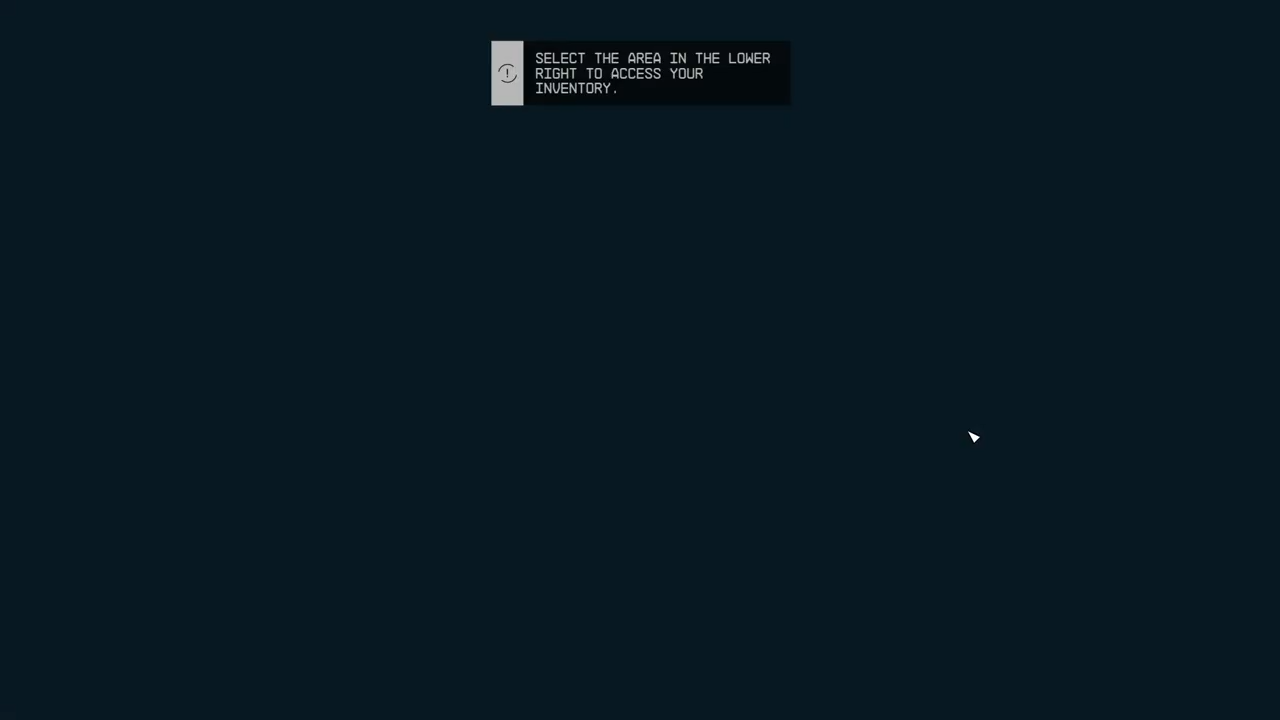 SELECT THE AREA IN THE LOWER
RIGHT TO ACCESS YOUR
INVENTORY.